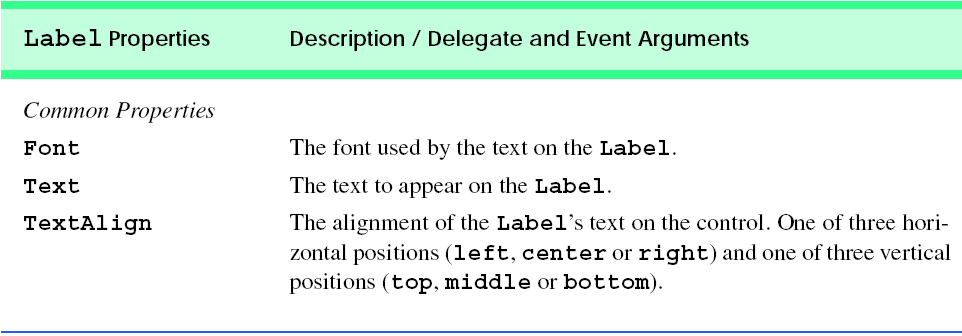 Label Properties Description / Delegate and Event Arguments
Common Properties
Font The font used by the text on the Label.
Text The text to appear on the Label.
TextAlign The alignment of the Label’s text on the control. One of three hori-
zontal positions (left, center or right) and one of three vertical
positions (top, middle or bottom).